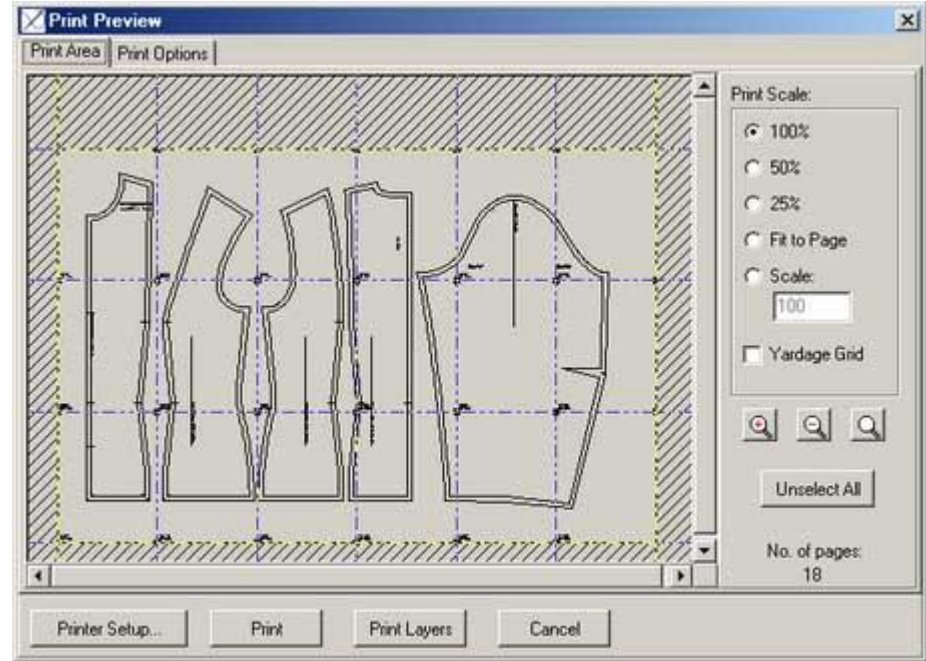 Print Preview
Print Area
Print Options
Print Scale:
100%
50%
25%
Fit to Page
Scale:
100
Yardage Grid
Unselect All
No. of pages:
18
Printer Setup...
Print
Print Layers
Cancel